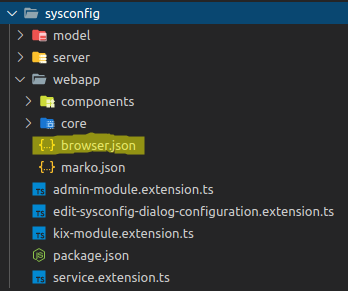 sysconfig
model
server
webapp
components
core
{..} browser.json
{..} marko.json
TS admin-module.extension.ts
TS edit-sysconfig-dialog-configuration.extension.ts
TS kix-module.extension.ts
package.json
TS service.extension.ts